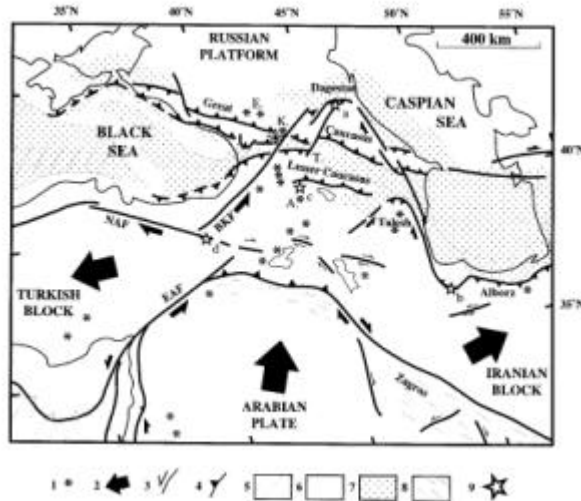 35°N 40°N 45°N 50°N 55°N
RUSSIAN
PLATFORM
400 km
Dagestan
CASPIAN
SEA
Great
E.
K.
a
Caucasus
BLACK
SEA
40°N
T.
Lesser Caucasus
A
c
BKF
Talesh
NAF
d
EAF
b
Alborz
35°N
TURKISH
BLOCK
IRANIAN
BLOCK
Zagros
ARABIAN
PLATE
1 2 3 4 5 6 7 8 9